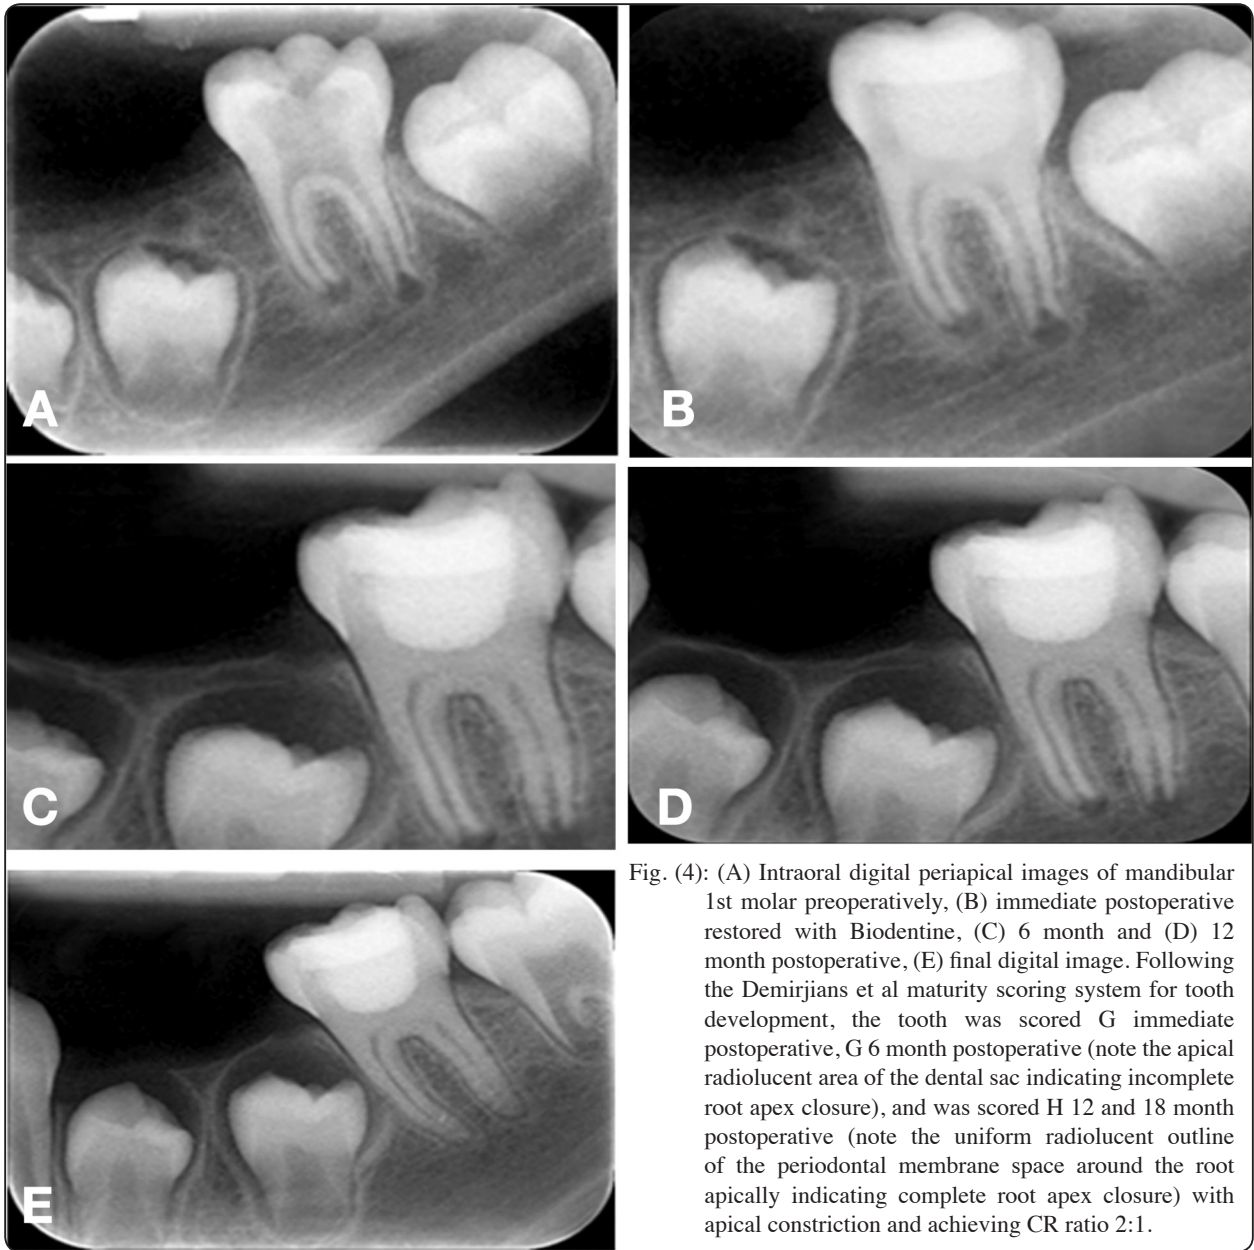 A
B
C
D
E
Fig. (4): (A) Intraoral digital periapical images of mandibular
1st molar preoperatively, (B) immediate postoperative
restored with Biodentine, (C) 6 month and (D) 12
month postoperative, (E) final digital image. Following
the Demirjians et al maturity scoring system for tooth
development, the tooth was scored G immediate
postoperative, G 6 month postoperative (note the apical
radiolucent area of the dental sac indicating incomplete
root apex closure), and was scored H 12 and 18 month
postoperative (note the uniform radiolucent outline
of the periodontal membrane space around the root
apically indicating complete root apex closure) with
apical constriction and achieving CR ratio 2:1.